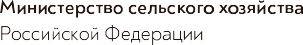 Министерство сельского хозяйства
Российской Федерации